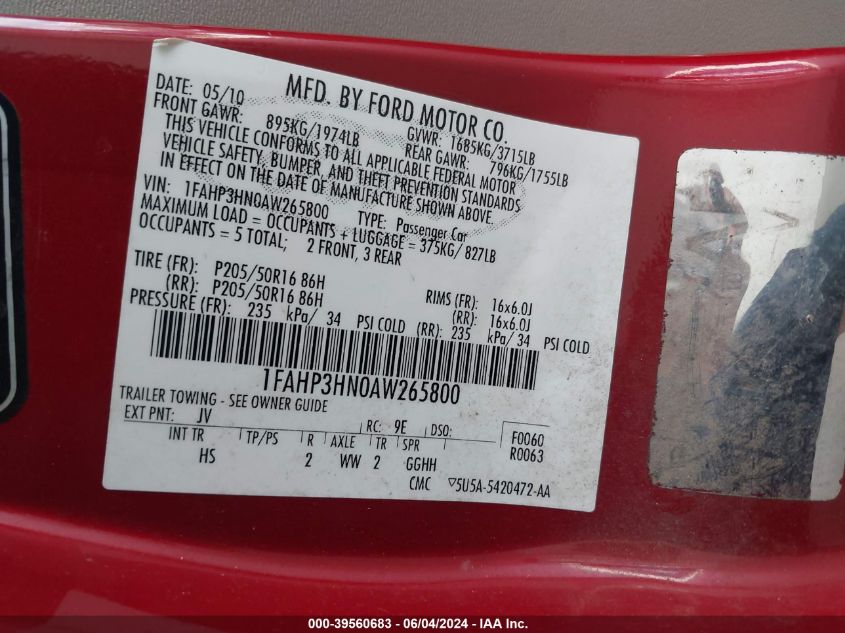 MFD. BY FORD MOTOR CO.
DATE: 05/10 GVWR: 1685KG/3715LB
FRONT GAWR: 895KG/1974LB REAR GAWR: 796KG/1755LB
THIS VEHICLE CONFORMS TO ALL APPLICABLE FEDERAL MOTOR
VEHICLE SAFETY, BUMPER, AND THEFT PREVENTION STANDARDS
IN EFFECT ON THE DATE OF MANUFACTURE SHOWN ABOVE.
VIN: 1FAHP3HN0AW265800 TYPE: Passenger Car
MAXIMUM LOAD = OCCUPANTS + LUGGAGE = 375KG/ 827LB
OCCUPANTS = 5 TOTAL; 2 FRONT, 3 REAR
TIRE (FR): P205/50R16 86H RIMS (FR): 16x6.0J
(RR): P205/50R16 86H (RR): 16x6.0J
PRESSURE (FR): 235 kPa/ 34 PSI COLD (RR): 235 kPa/ 34 PSI COLD
1FAHP3HN0AW265800
TRAILER TOWING - SEE OWNER GUIDE
EXT PNT: JV RC: 9E DSO: F0060
R0063
INT TR TP/PS R AXLE TR SPR
HS 2 WW 2 GGHH
CMC ▽5U5A-5420472-AA
000-39560683 - 06/04/2024 - IAA Inc.